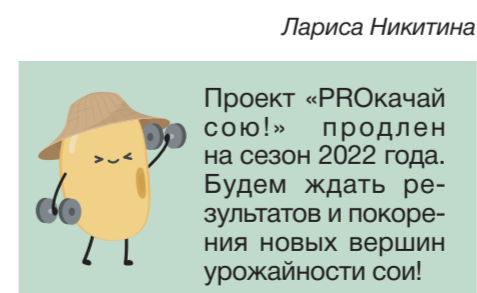 Лариса Никитина
Проект «PROкачай
сою!» продлен
на сезон 2022 года.
Будем ждать ре-
зультатов и покоре-
ния новых вершин
урожайности сои!